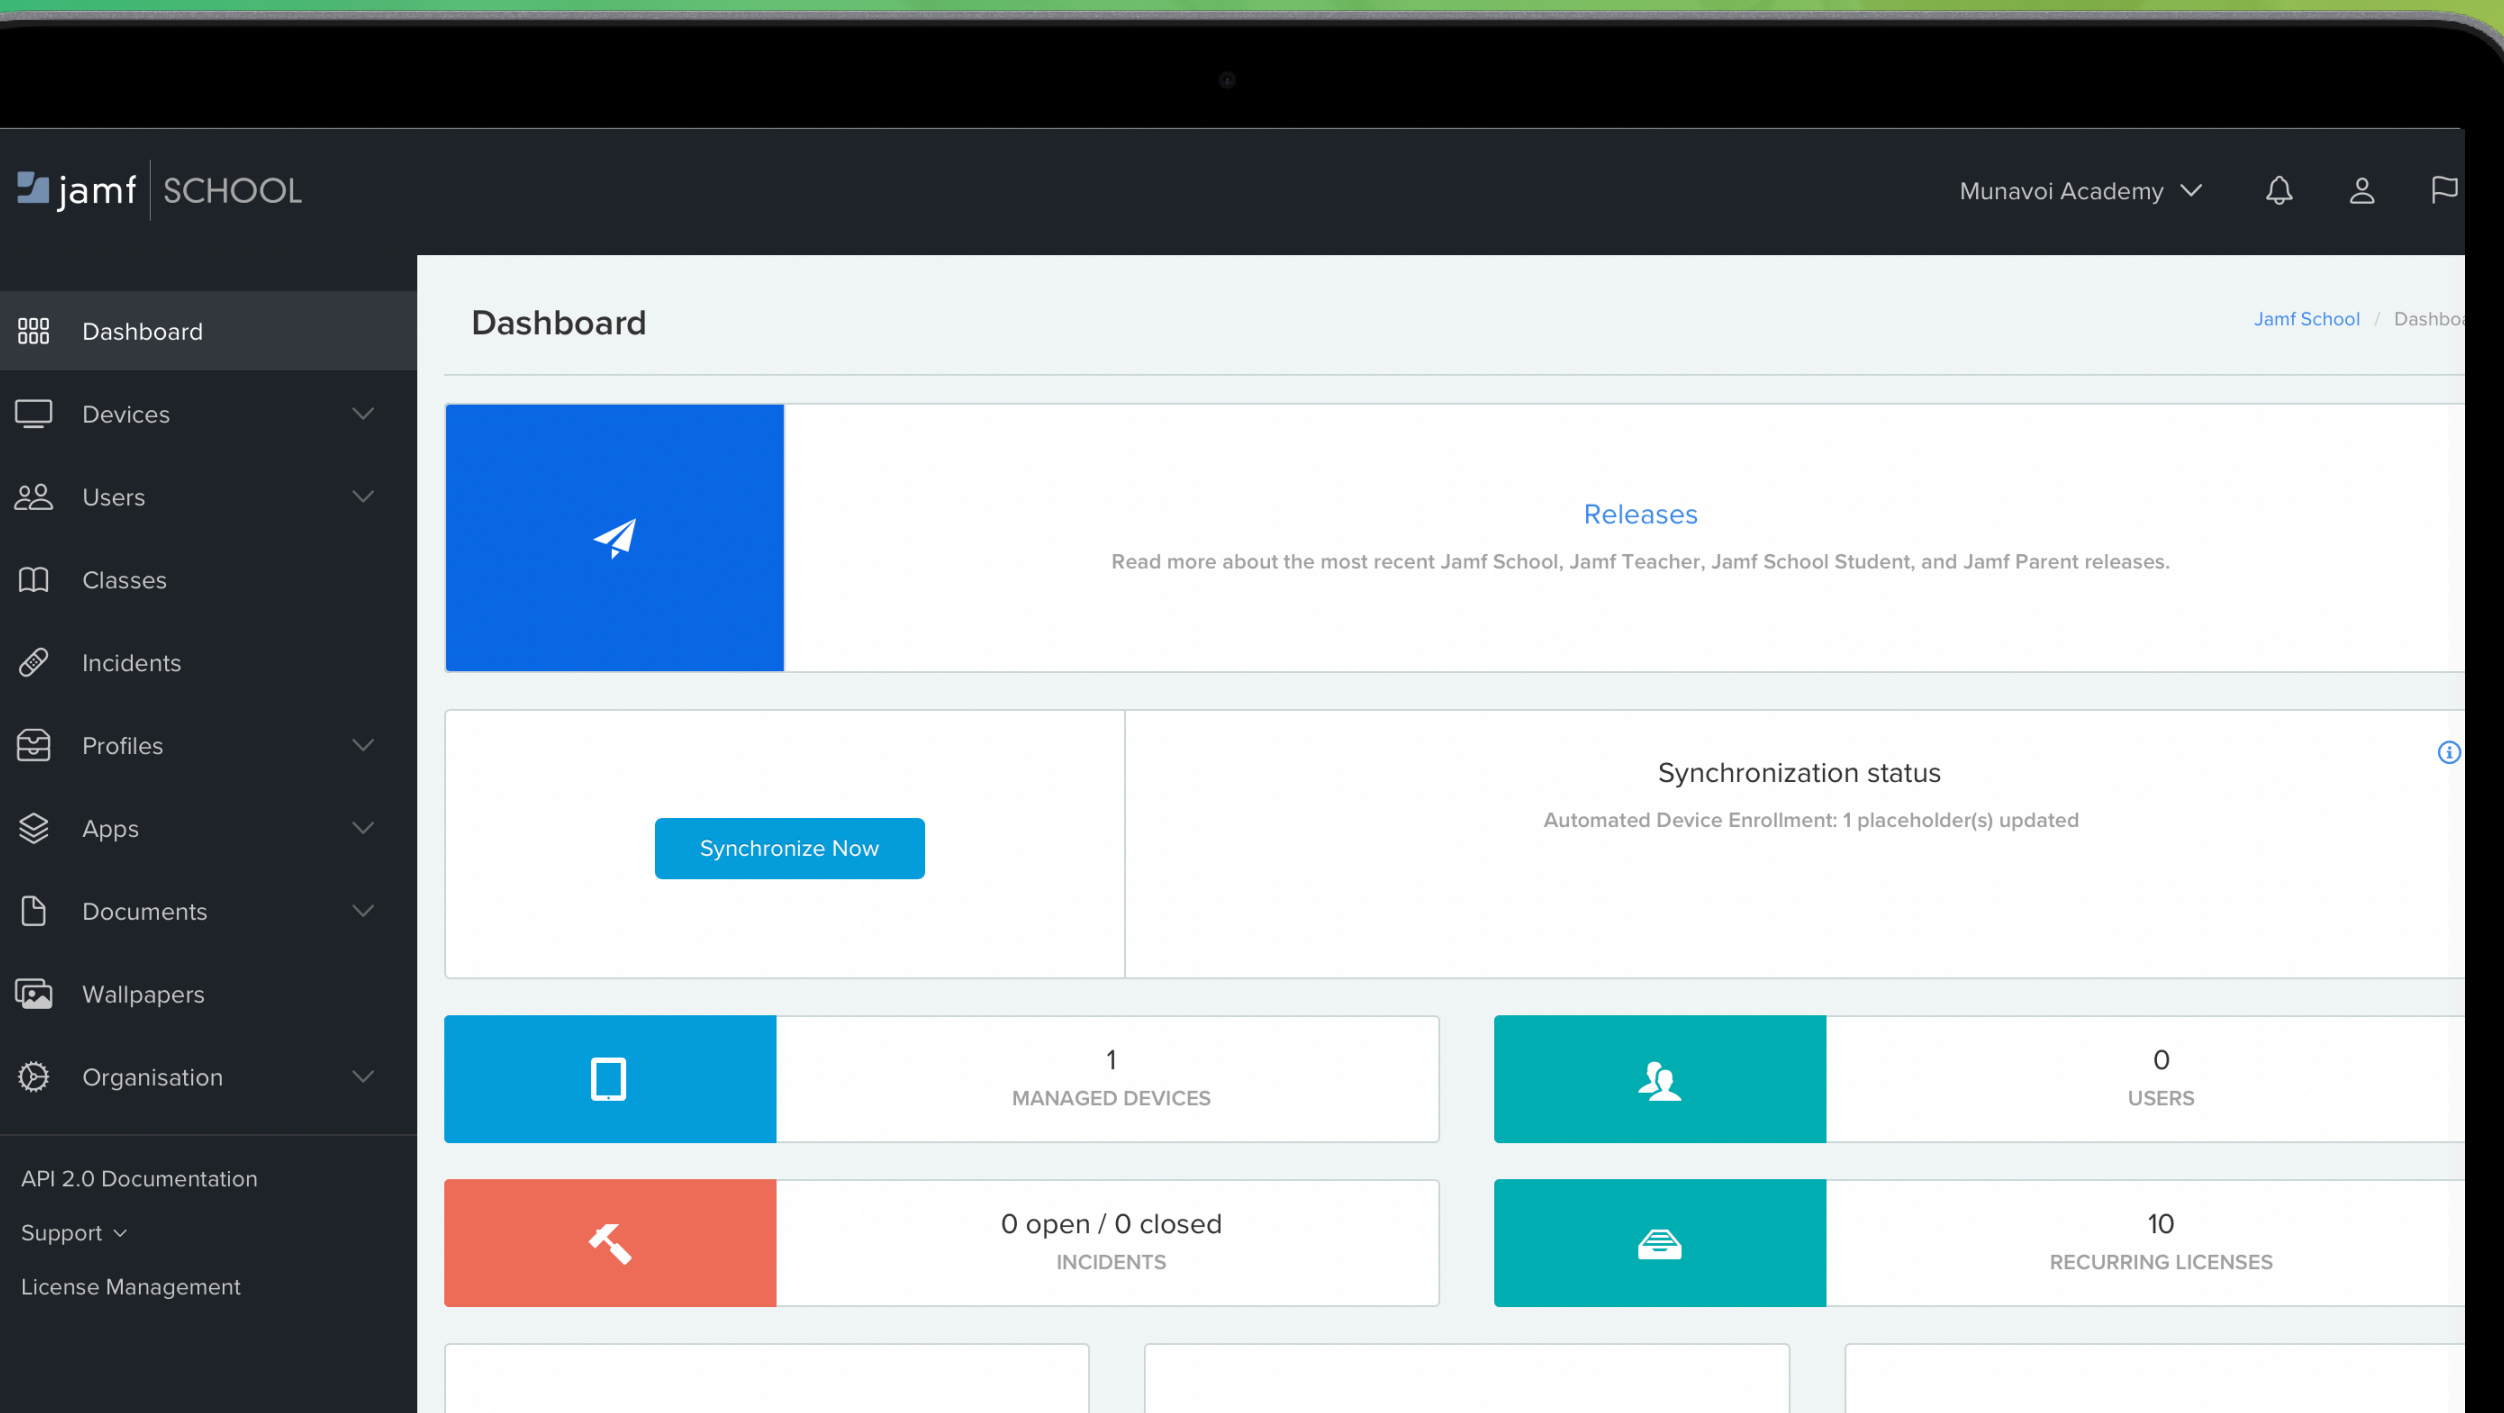 jamf SCHOOL
Munavoi Academy
Dashboard
Devices
Users
Classes
Incidents
Profiles
Apps
Documents
Wallpapers
Organisation
API 2.0 Documentation
Support
License Management
Dashboard
Jamf School / Dashboa
Releases
Read more about the most recent Jamf School, Jamf Teacher, Jamf School Student, and Jamf Parent releases.
Synchronize Now
Synchronization status
Automated Device Enrollment: 1 placeholder(s) updated
1
MANAGED DEVICES
0
USERS
0 open / 0 closed
INCIDENTS
10
RECURRING LICENSES